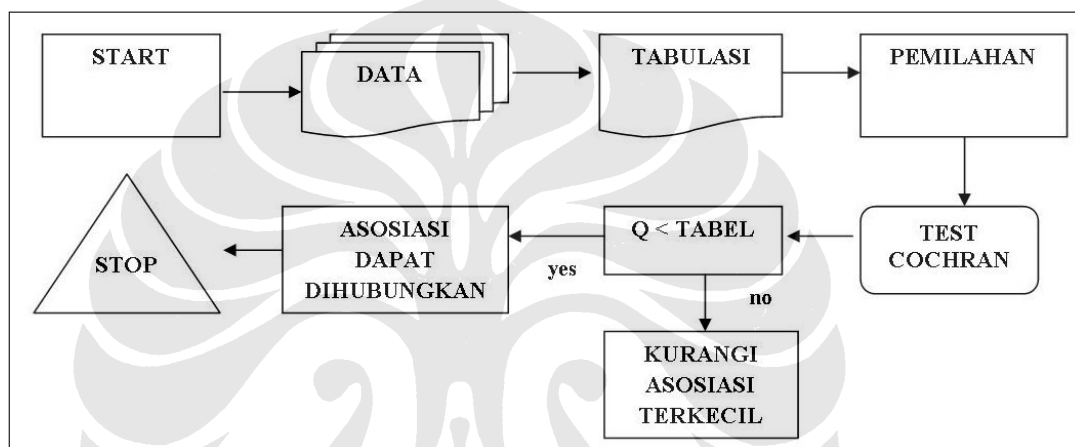 START
DATA
TABULASI
PEMILAHAN
STOP
ASOSIASI
DAPAT
DIHUBUNGKAN
yes
Q < TABEL
no
TEST
COCHRAN
KURANGI
ASOSIASI
TERKECIL